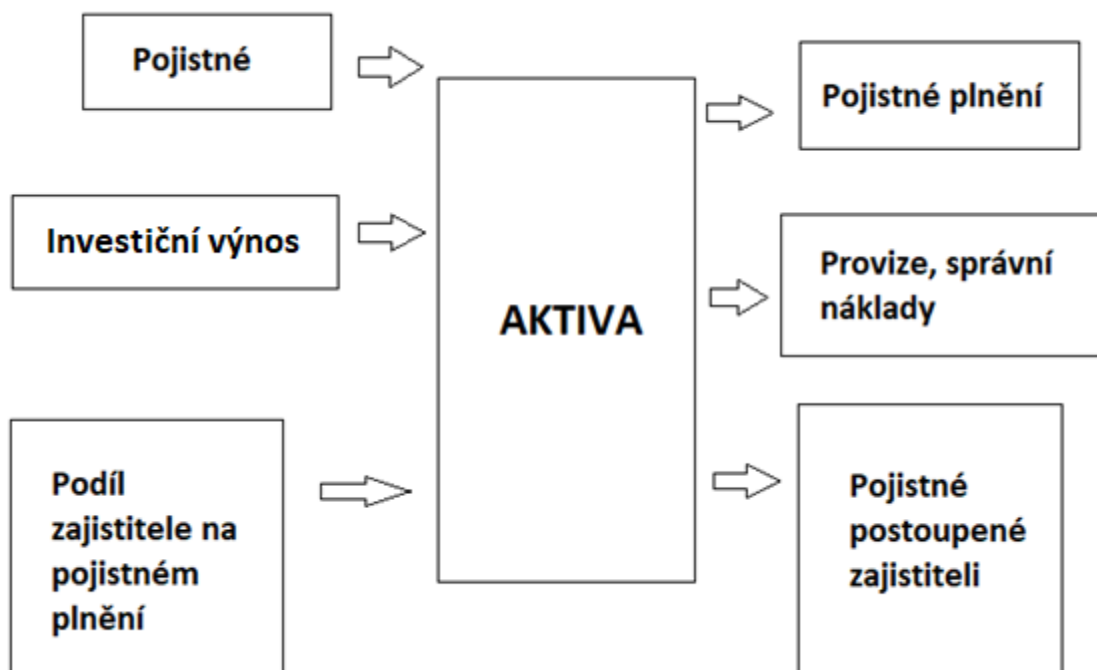 Pojistné
Investiční výnos
Podíl
zajistitele na
pojistném
plnění
AKTIVA
Pojistné plnění
Provize, správní
náklady
Pojistné
postoupené
zajistiteli